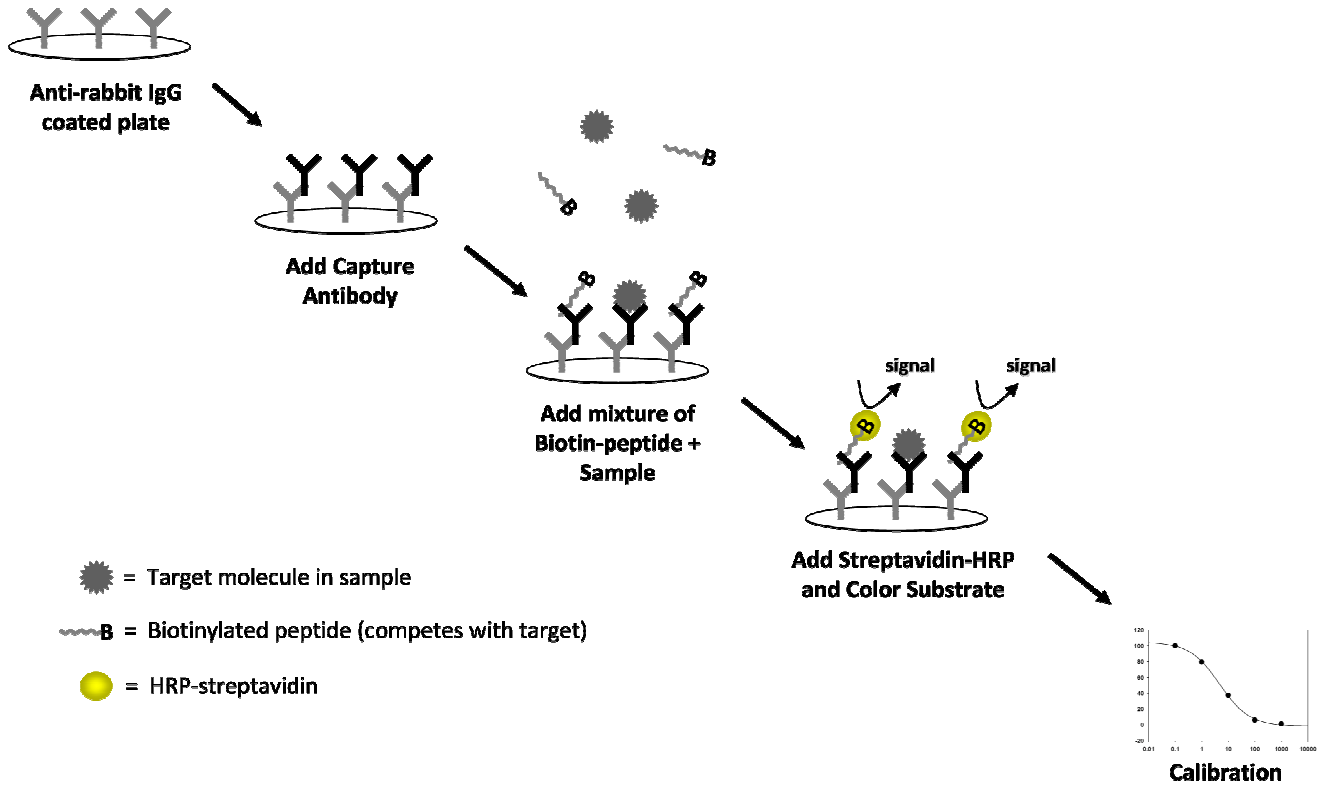 Anti-rabbit IgG
coated plate
Add Capture
Antibody
B
B
B
B
Add mixture of
Biotin-peptide +
Sample
signal
signal
B
B
Add Streptavidin-HRP
and Color Substrate
= Target molecule in sample
B = Biotinylated peptide (competes with target)
= HRP-streptavidin
120
100
80
60
40
20
0
-20
0.01 0.1 1 10 100 1000 10000
Calibration